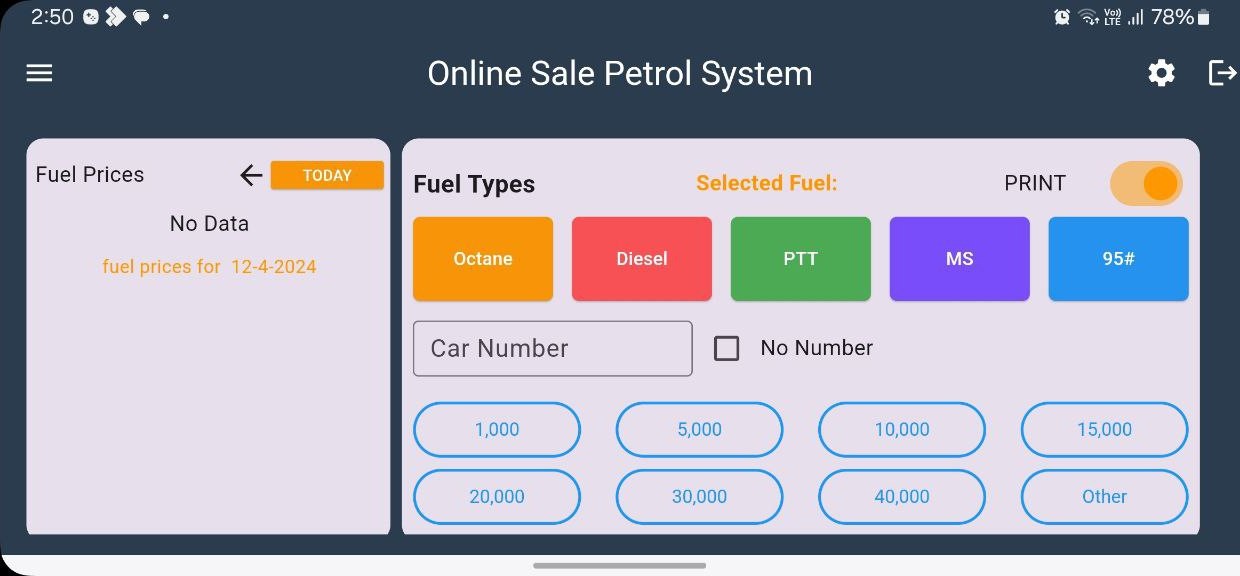 2:50
Vo)) LTE 78%
Online Sale Petrol System
Fuel Prices TODAY
No Data
fuel prices for 12-4-2024
Fuel Types Selected Fuel: PRINT
Octane Diesel PTT MS 95#
Car Number No Number
1,000 5,000 10,000 15,000
20,000 30,000 40,000 Other